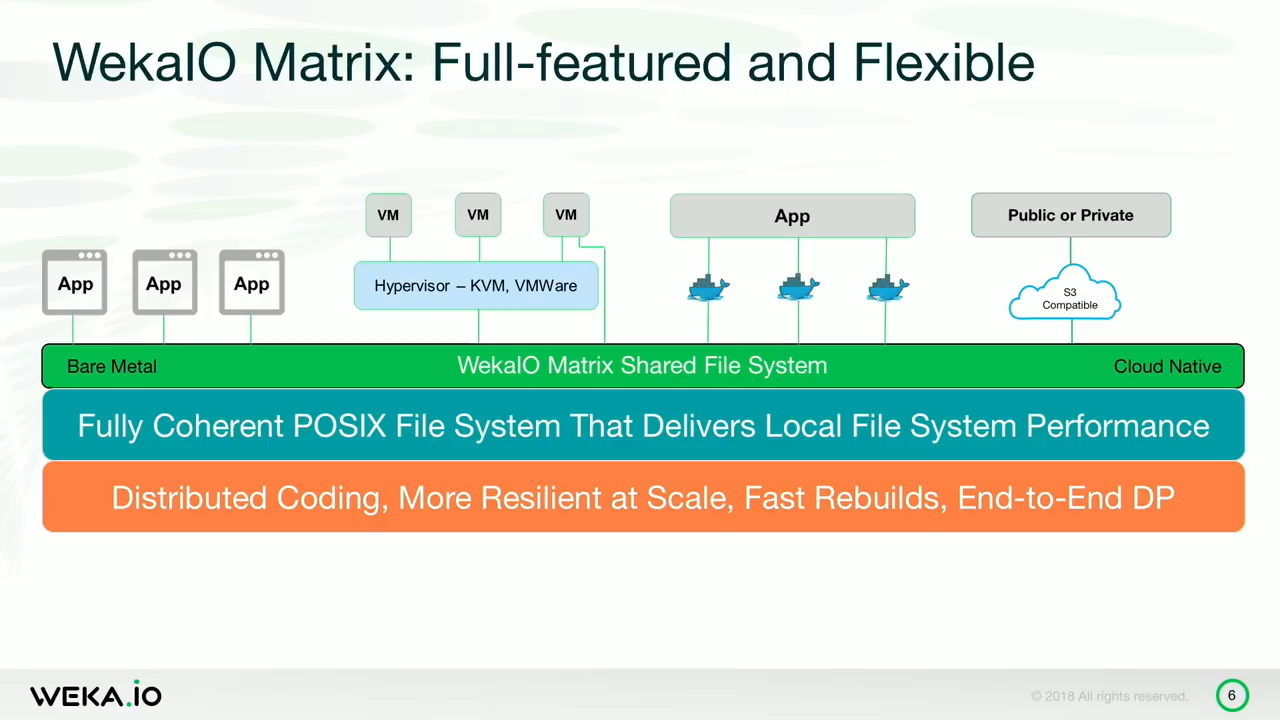 WekaIO Matrix: Full-featured and Flexible
VM
VM
VM
App
Public or Private
App
App
App
Hypervisor – KVM, VMWare
S3
Compatible
Bare Metal
WekaIO Matrix Shared File System
Cloud Native
Fully Coherent POSIX File System That Delivers Local File System Performance
Distributed Coding, More Resilient at Scale, Fast Rebuilds, End-to-End DP
WEKA.iO
© 2018 All rights reserved.
6